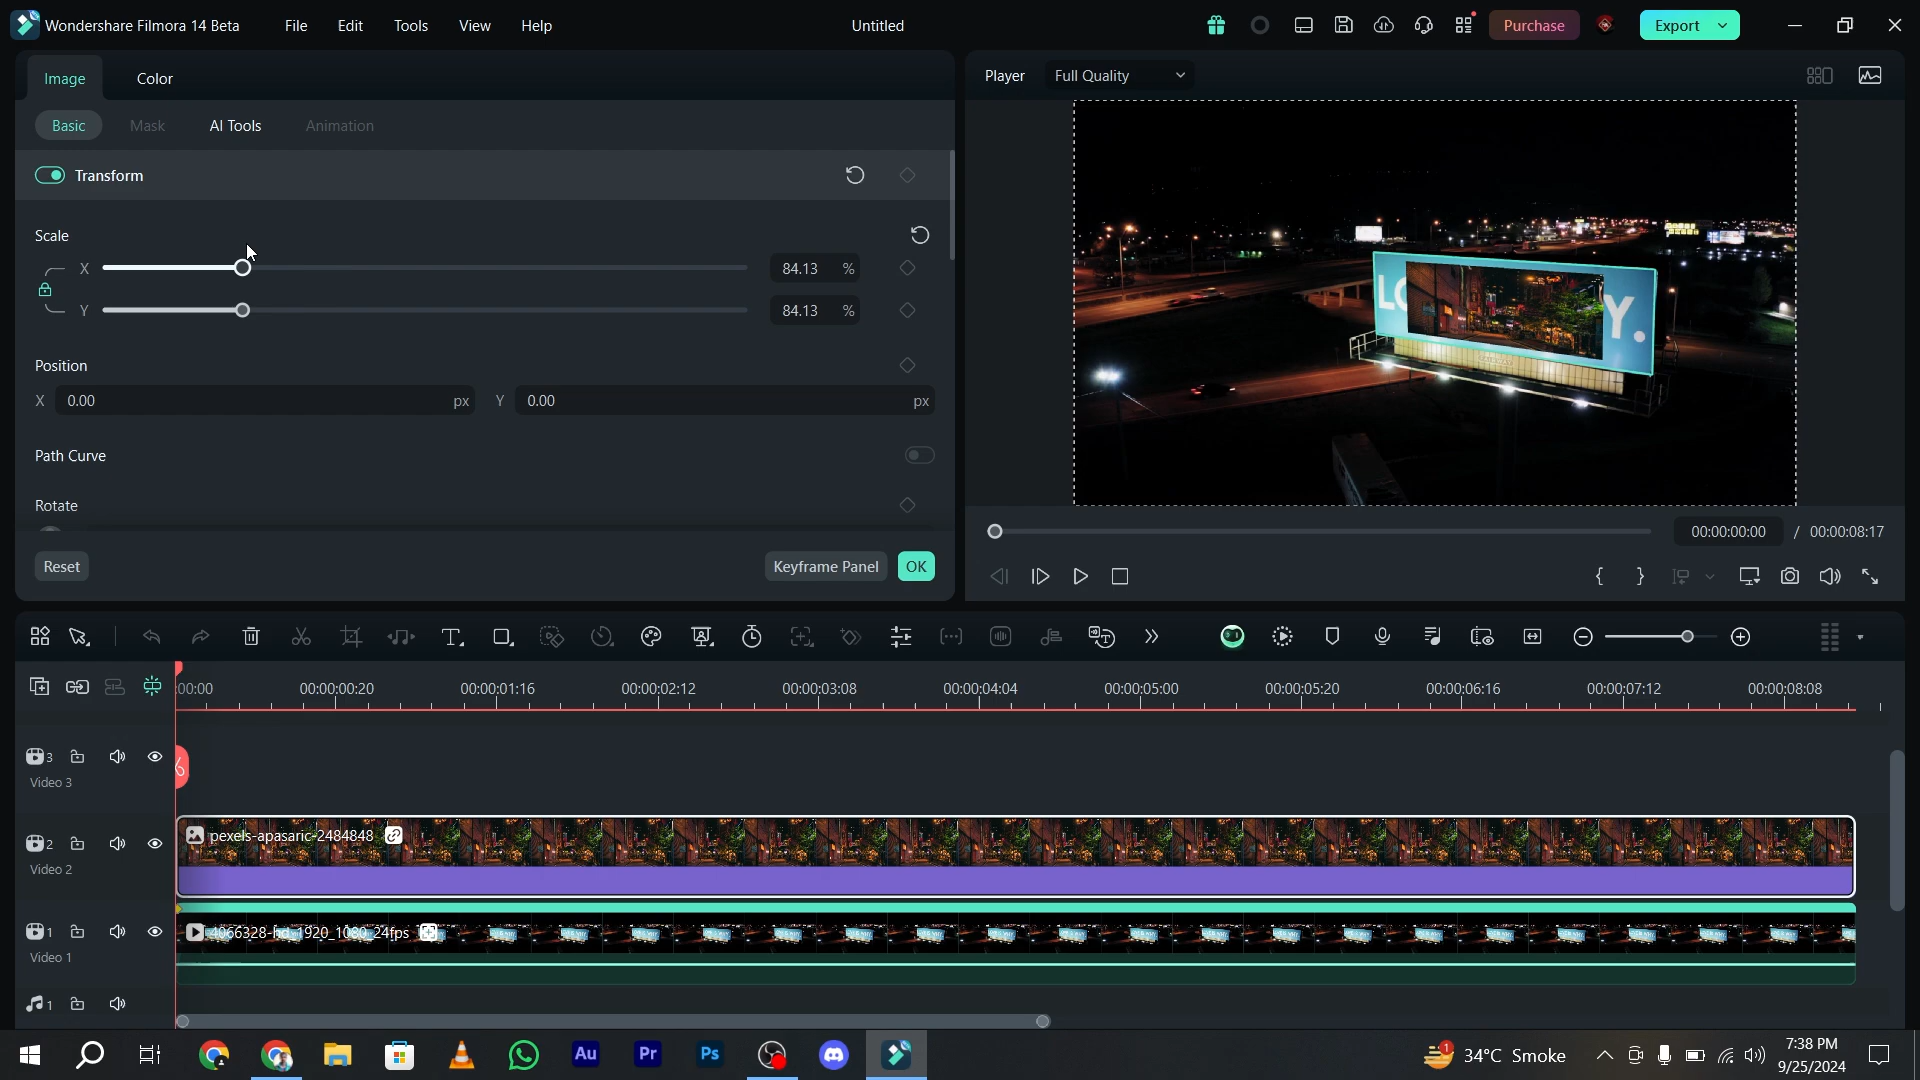 Wondershare Filmora 14 Beta File Edit Tools View Help Untitled Purchase Export
Image Color
Player Full Quality
Basic Mask AI Tools Animation
Transform
Scale
X 84.13 %
Y 84.13 %
Position
X 0.00 px Y 0.00 px
Path Curve
Rotate
Reset Keyframe Panel OK
Y.
00:00:00:00 / 00:00:08:17
:00:00 00:00:00:20 00:00:01:16 00:00:02:12 00:00:03:08 00:00:04:04 00:00:05:00 00:00:05:20 00:00:06:16 00:00:07:12 00:00:08:08
3
Video 3
2 pexels-apasaric-2484848
Video 2
1 4066328-hd_1920_1080_24fps
Video 1
1
Au Pr Ps
1 34°C Smoke
7:38 PM
9/25/2024